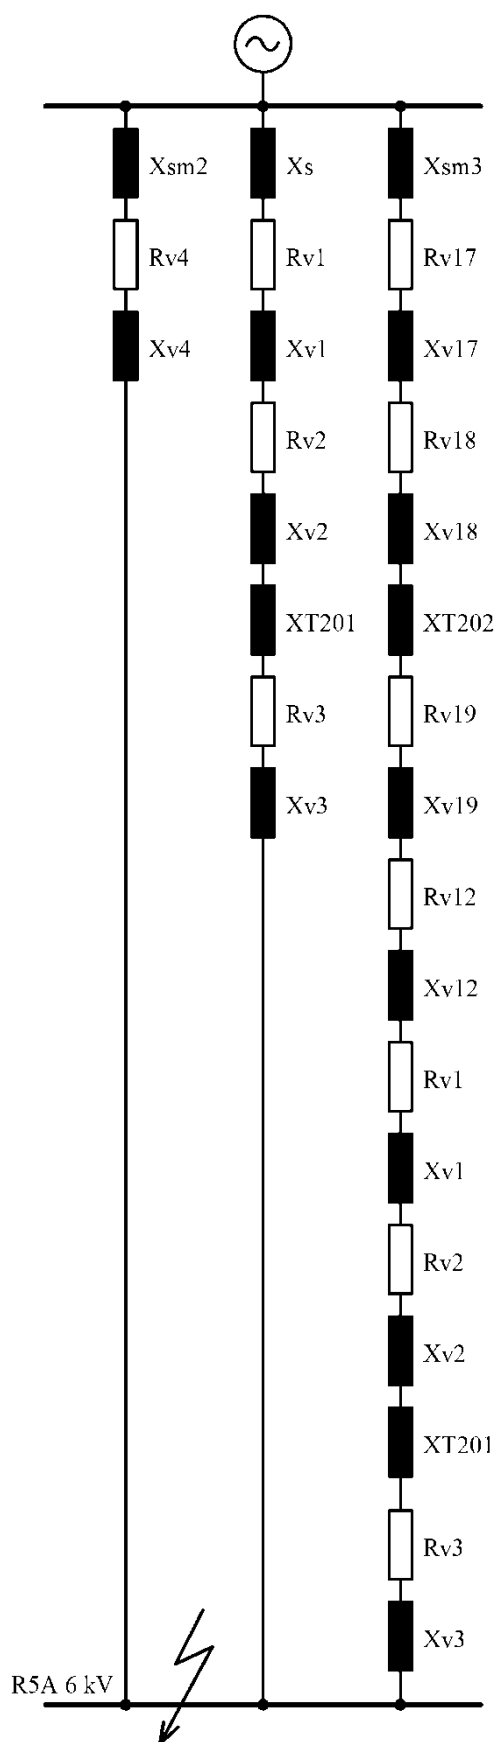 Xsm2 Xs Xsm3
Rv4 Rv1 Rv17
Xv4 Xv1 Xv17
Rv2 Rv18
Xv2 Xv18
XT201 XT202
Rv3 Rv19
Xv3 Xv19
Rv12
Xv12
Rv1
Xv1
Rv2
Xv2
XT201
Rv3
Xv3
R5A 6 kV